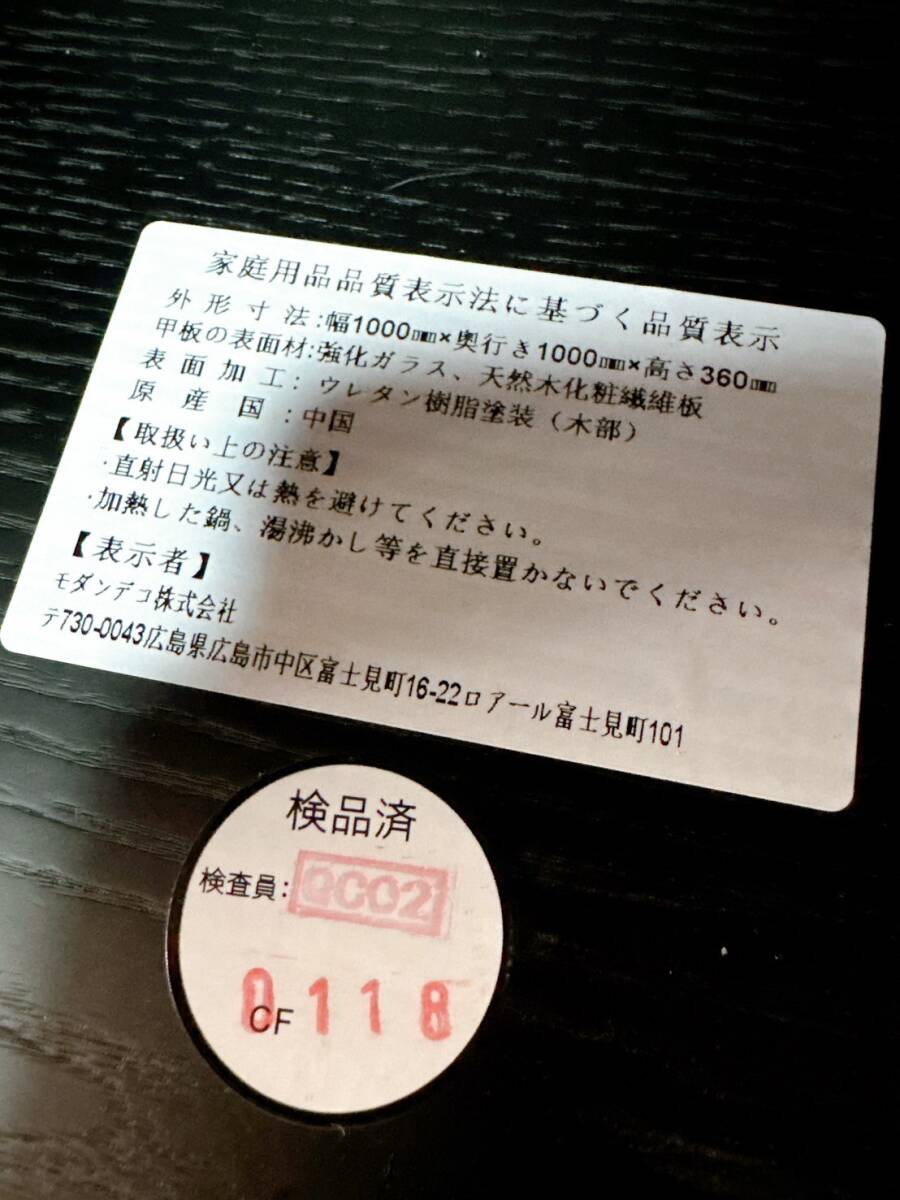 家庭用品品質表示法に基づく品質表示
外形寸法:幅1000㎜×奥行き1000㎜×高さ360㎜
甲板の表面材:強化ガラス、天然木化粧繊維板
表面加工:ウレタン樹脂塗装(木部)
原産国:中国
【取扱い上の注意】
・直射日光又は熱を避けてください。
・加熱した鍋、湯沸かし等を直接置かないでください。
【表示者】
モダンデコ株式会社
〒730-0043広島県広島市中区富士見町16-22ロアール富士見町101
検品済
検査員:QC02
CF
0118